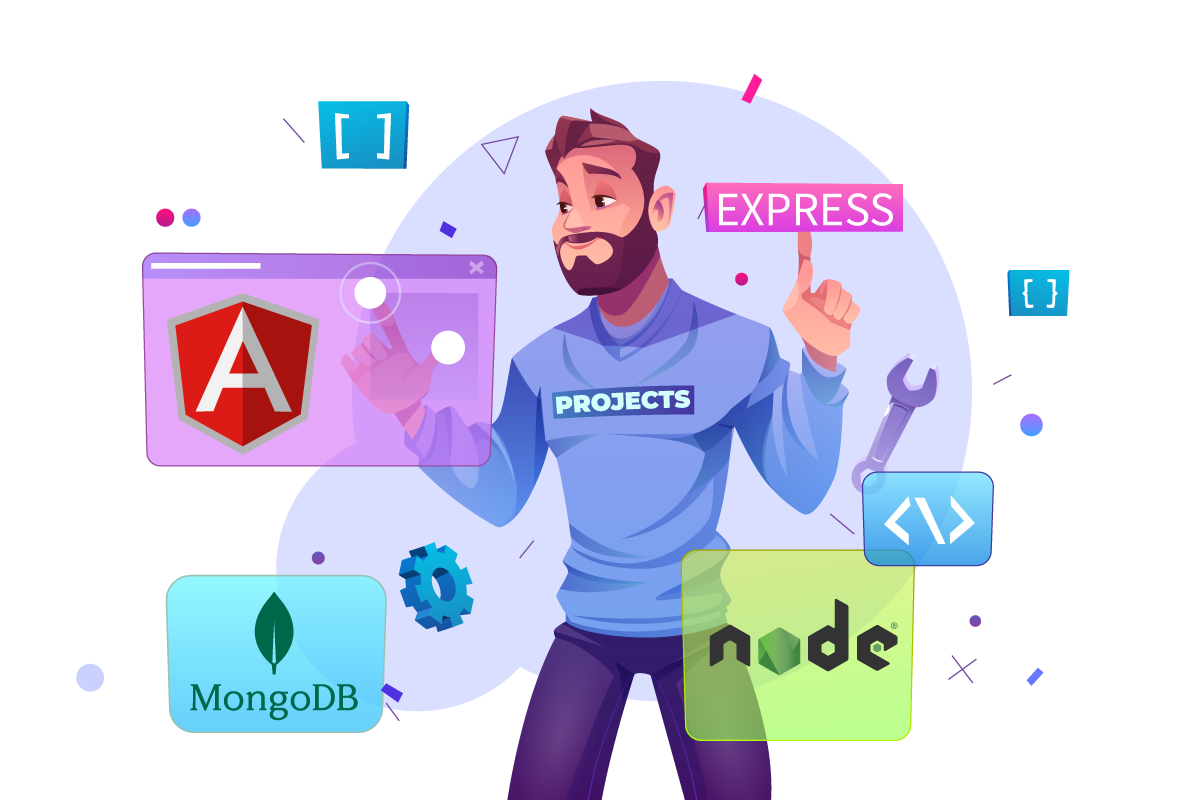 [ ]
EXPRESS
{ }
A
PROJECTS
<\>
node®
MongoDB